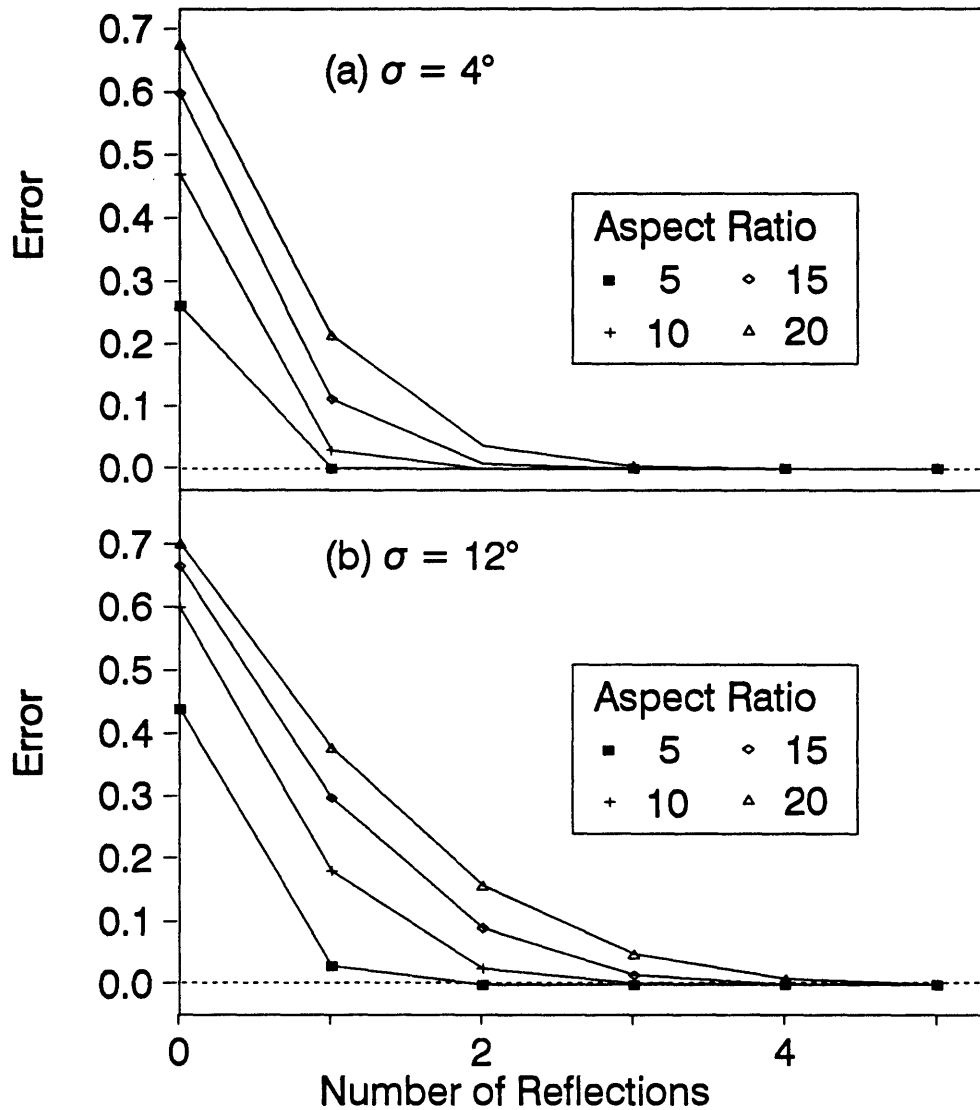 (a) σ = 4°
Error
0.7
0.6
0.5
0.4
0.3
0.2
0.1
0.0
Aspect Ratio
5 15
10 20
(b) σ = 12°
Error
0.7
0.6
0.5
0.4
0.3
0.2
0.1
0.0
Aspect Ratio
5 15
10 20
0 2 4
Number of Reflections